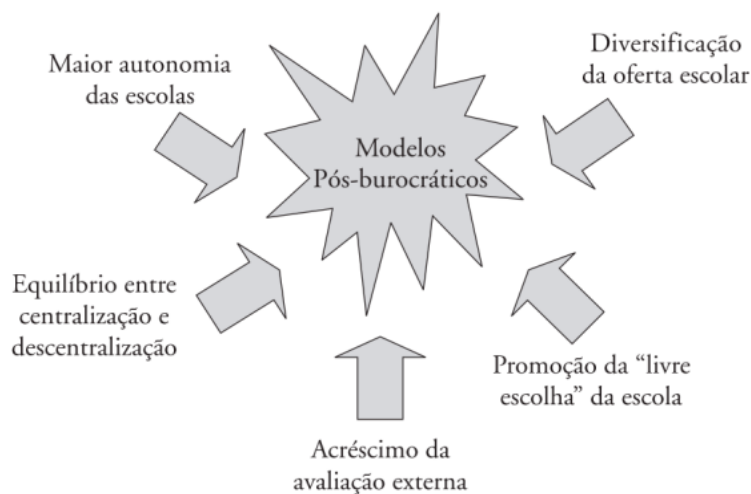 Maior autonomia
das escolas
Diversificação
da oferta escolar
Modelos
Pós-burocráticos
Equilíbrio entre
centralização e
descentralização
Promoção da “livre
escolha” da escola
Acréscimo da
avaliação externa